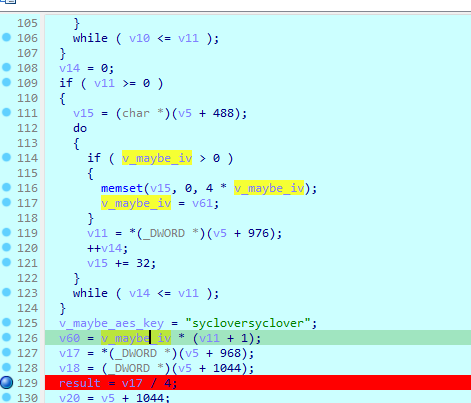 105 }
106 while ( v10 <= v11 );
107 }
108 v14 = 0;
109 if ( v11 >= 0 )
110 {
111 v15 = (char *)(v5 + 488);
112 do
113 {
114 if ( v_maybe_iv > 0 )
115 {
116 memset(v15, 0, 4 * v_maybe_iv);
117 v_maybe_iv = v61;
118 }
119 v11 = *(_DWORD *)(v5 + 976);
120 ++v14;
121 v15 += 32;
122 }
123 while ( v14 <= v11 );
124 }
125 v_maybe_aes_key = "sycloversyclover";
126 v60 = v_maybe_iv * (v11 + 1);
127 v17 = *(_DWORD *)(v5 + 968);
128 v18 = (_DWORD *)(v5 + 1044);
129 result = v17 / 4;
130 v20 = v5 + 1044;